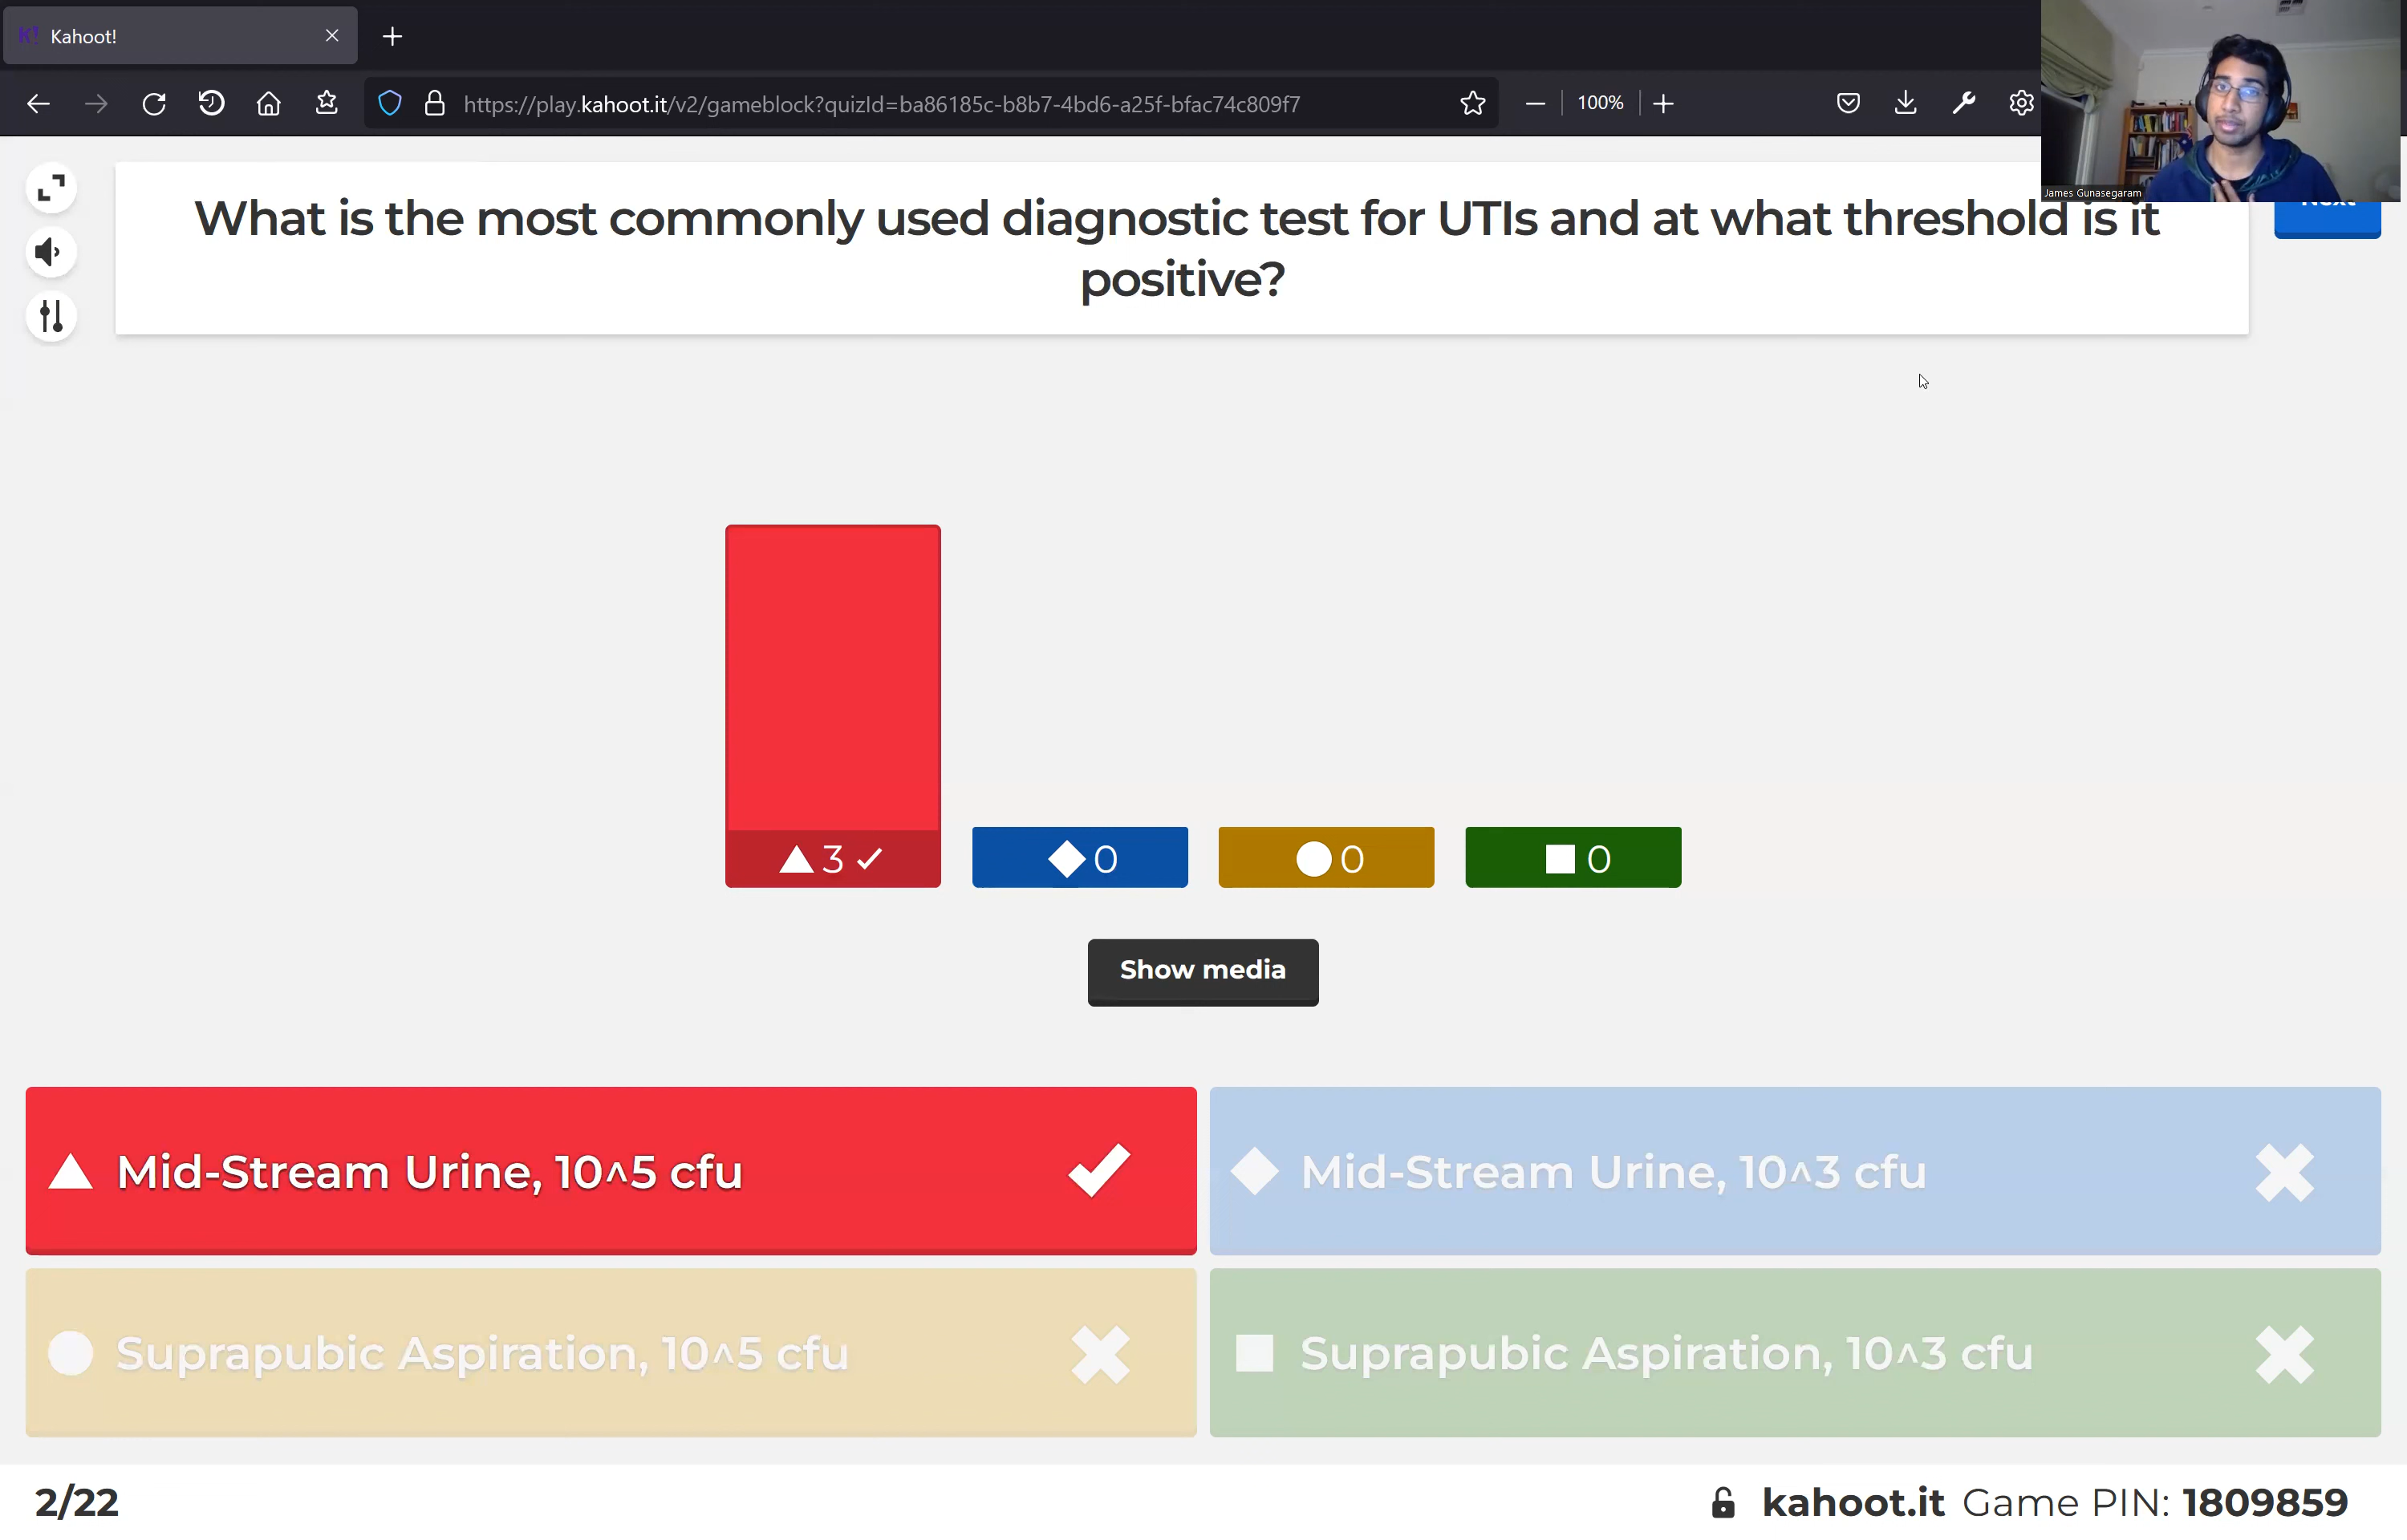 Kahoot!
https://play.kahoot.it/v2/gameblock?quizId=ba86185c-b8b7-4bd6-a25f-bfac74c809f7
100%
James Gunasegaram
What is the most commonly used diagnostic test for UTIs and at what threshold is it
positive?
Next
3
0
0
0
Show media
Mid-Stream Urine, 10^5 cfu
Mid-Stream Urine, 10^3 cfu
Suprapubic Aspiration, 10^5 cfu
Suprapubic Aspiration, 10^3 cfu
2/22
kahoot.it Game PIN: 1809859